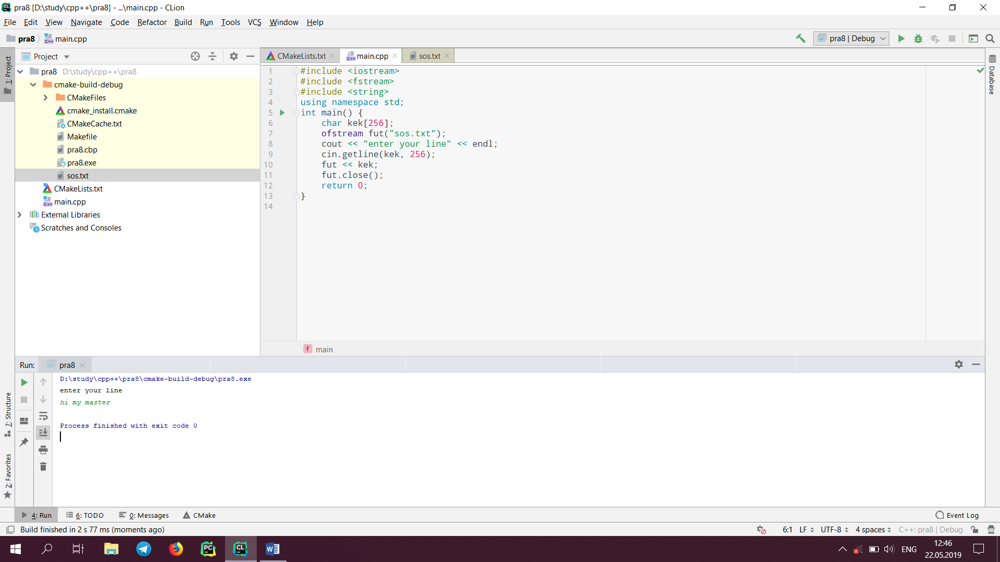 pra8 [D:\study\cpp++\pra8] - ...\main.cpp - CLion
File Edit View Navigate Code Refactor Build Run Tools VCS Window Help
pra8 main.cpp
pra8 | Debug
1: Project
Project
CMakeLists.txt main.cpp sos.txt
Database
pra8 D:\study\cpp++\pra8
cmake-build-debug
CMakeFiles
cmake_install.cmake
CMakeCache.txt
Makefile
pra8.cbp
pra8.exe
sos.txt
CMakeLists.txt
main.cpp
External Libraries
Scratches and Consoles
1 #include <iostream>
2 #include <fstream>
3 #include <string>
4 using namespace std;
5 int main() {
6 char kek[256];
7 ofstream fut("sos.txt");
8 cout << "enter your line" << endl;
9 cin.getline(kek, 256);
10 fut << kek;
11 fut.close();
12 return 0;
13 }
14
f main
Run: pra8
D:\study\cpp++\pra8\cmake-build-debug\pra8.exe
enter your line
hi my master
Process finished with exit code 0
7: Structure
2: Favorites
4: Run 6: TODO 0: Messages CMake
Event Log
Build finished in 2 s 77 ms (moments ago)
6:1 LF UTF-8 4 spaces C++: pra8 | Debug
ENG
12:46
22.05.2019